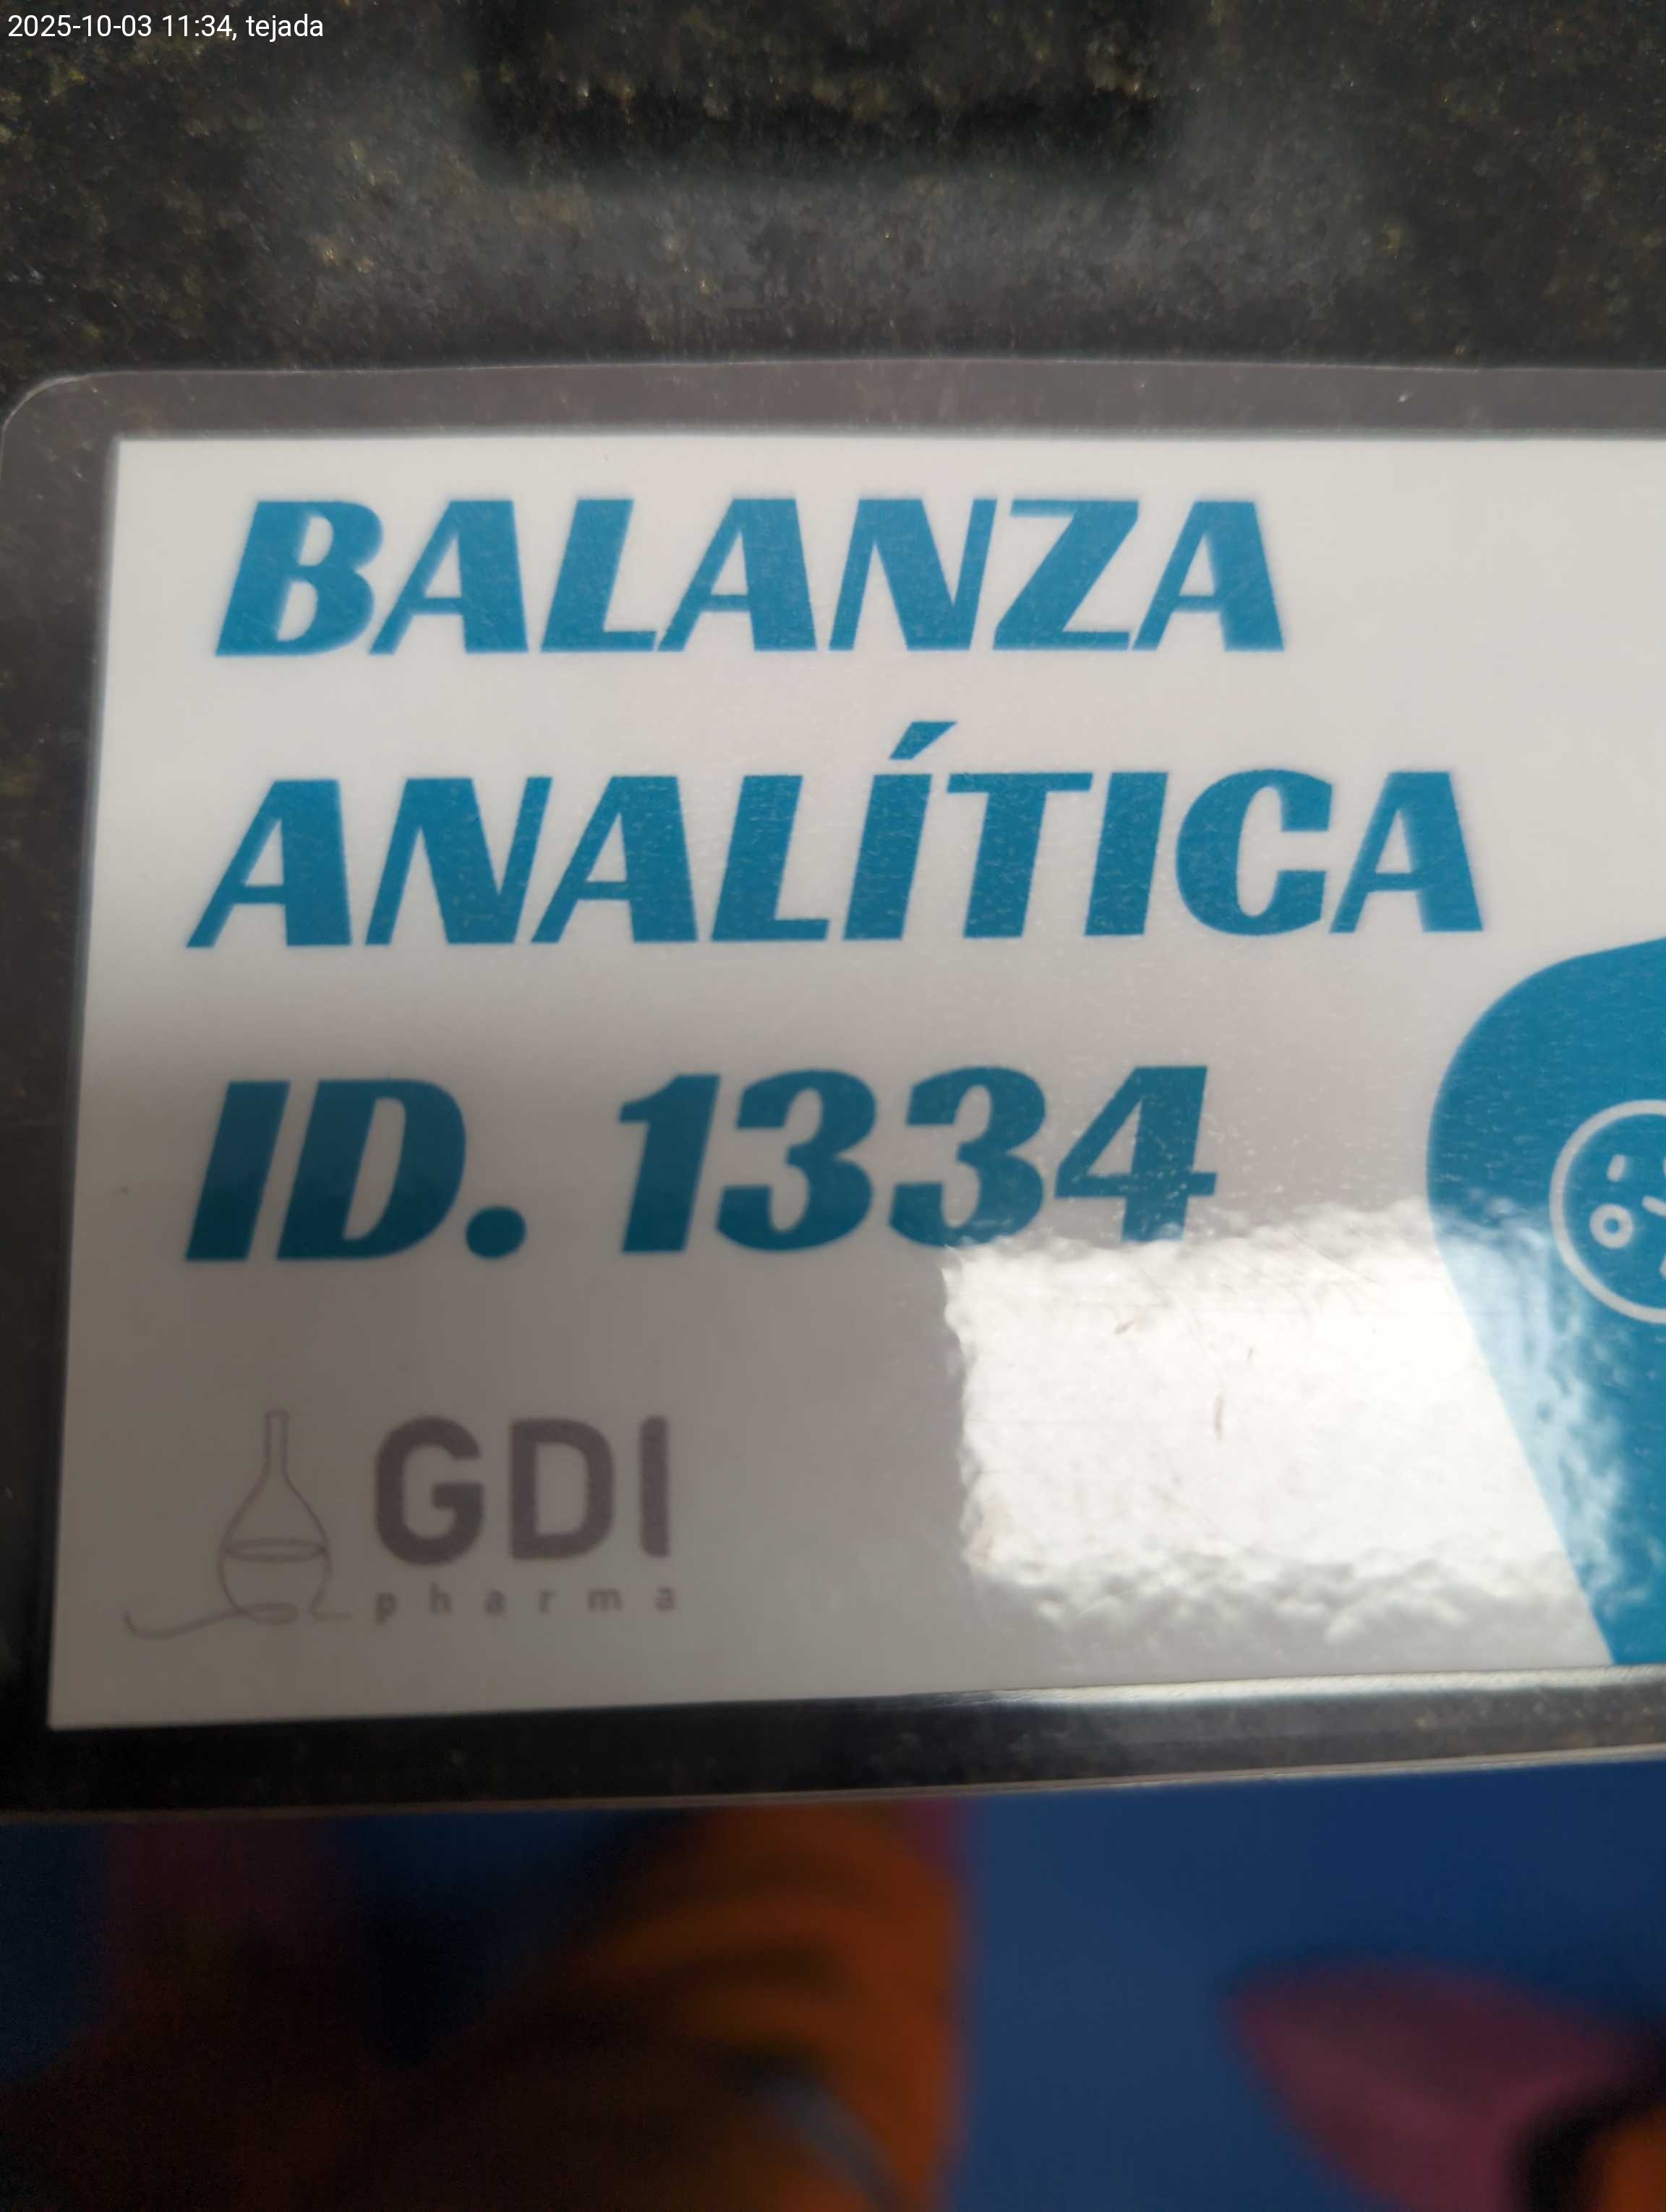 2025-10-03 11:34, tejada
BALANZA
ANALÍTICA
ID. 1334
GDI
pharma